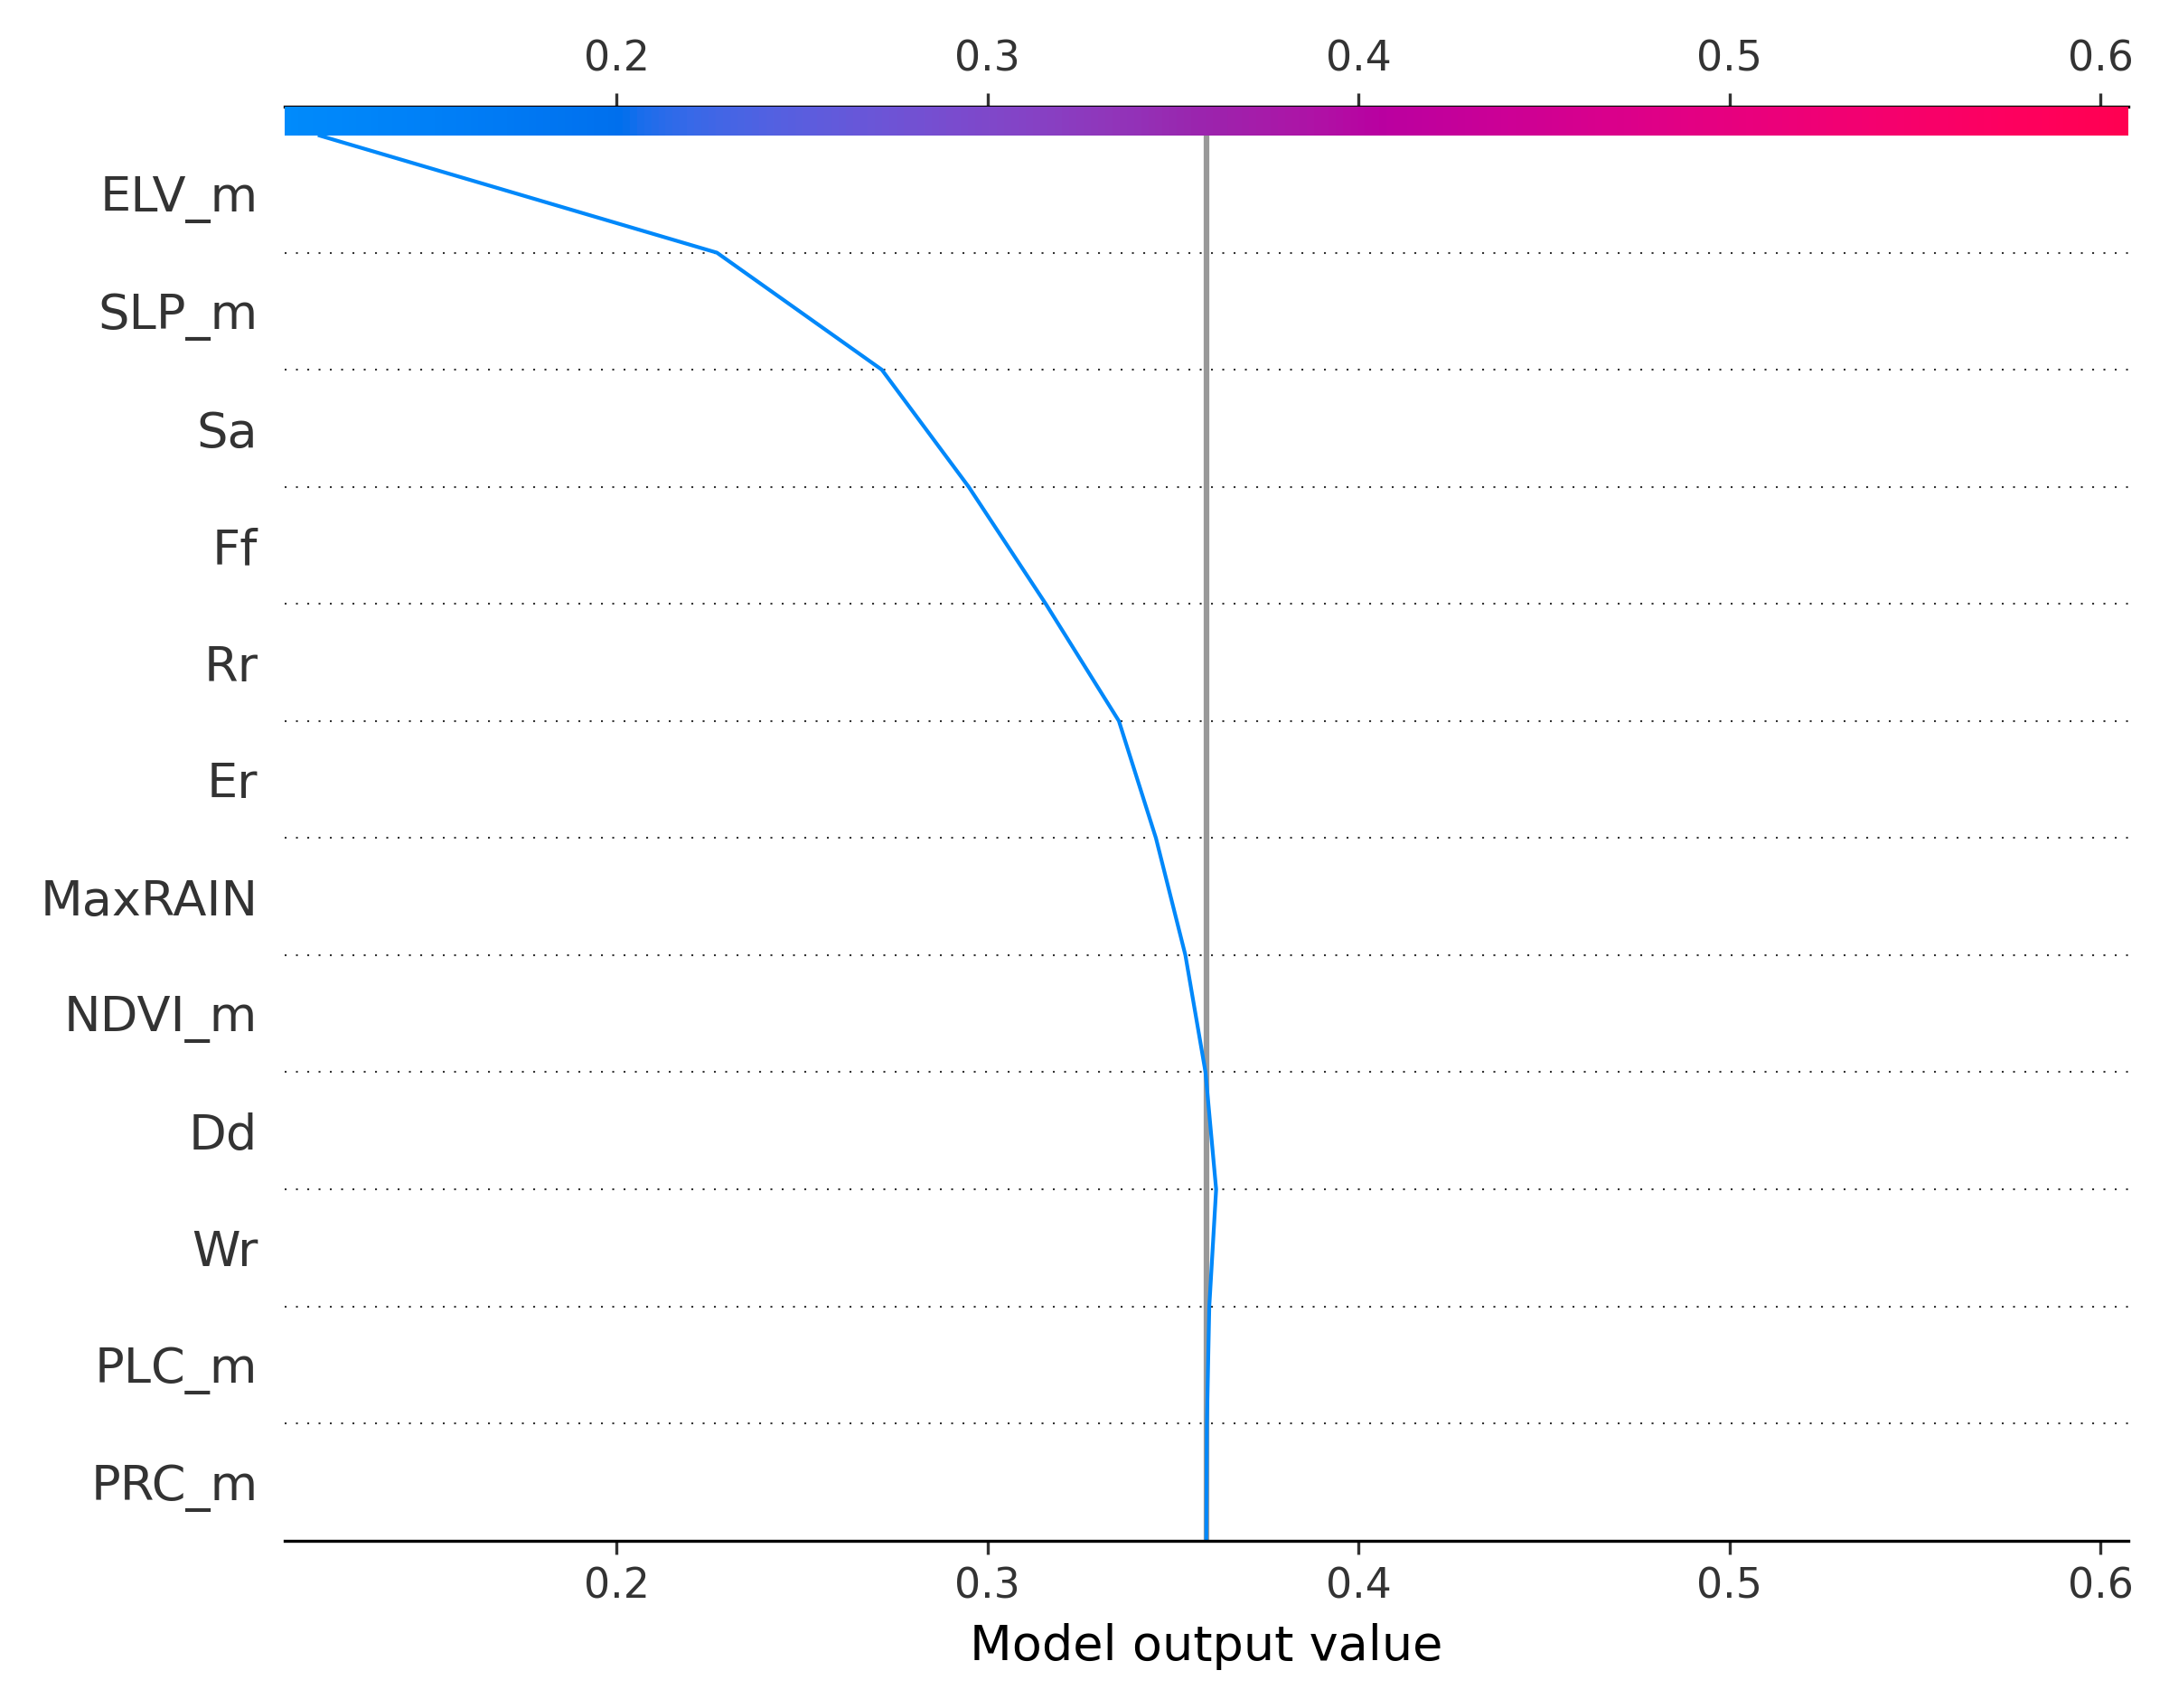 0.2 0.3 0.4 0.5 0.6
ELV_m
SLP_m
Sa
Ff
Rr
Er
MaxRAIN
NDVI_m
Dd
Wr
PLC_m
PRC_m
0.2 0.3 0.4 0.5 0.6
Model output value